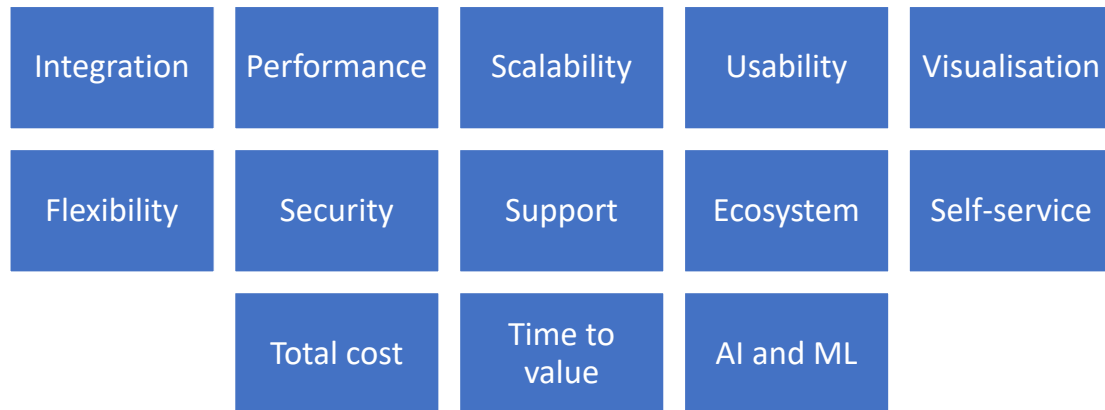 Integration
Performance
Scalability
Usability
Visualisation
Flexibility
Security
Support
Ecosystem
Self-service
Total cost
Time to
value
AI and ML